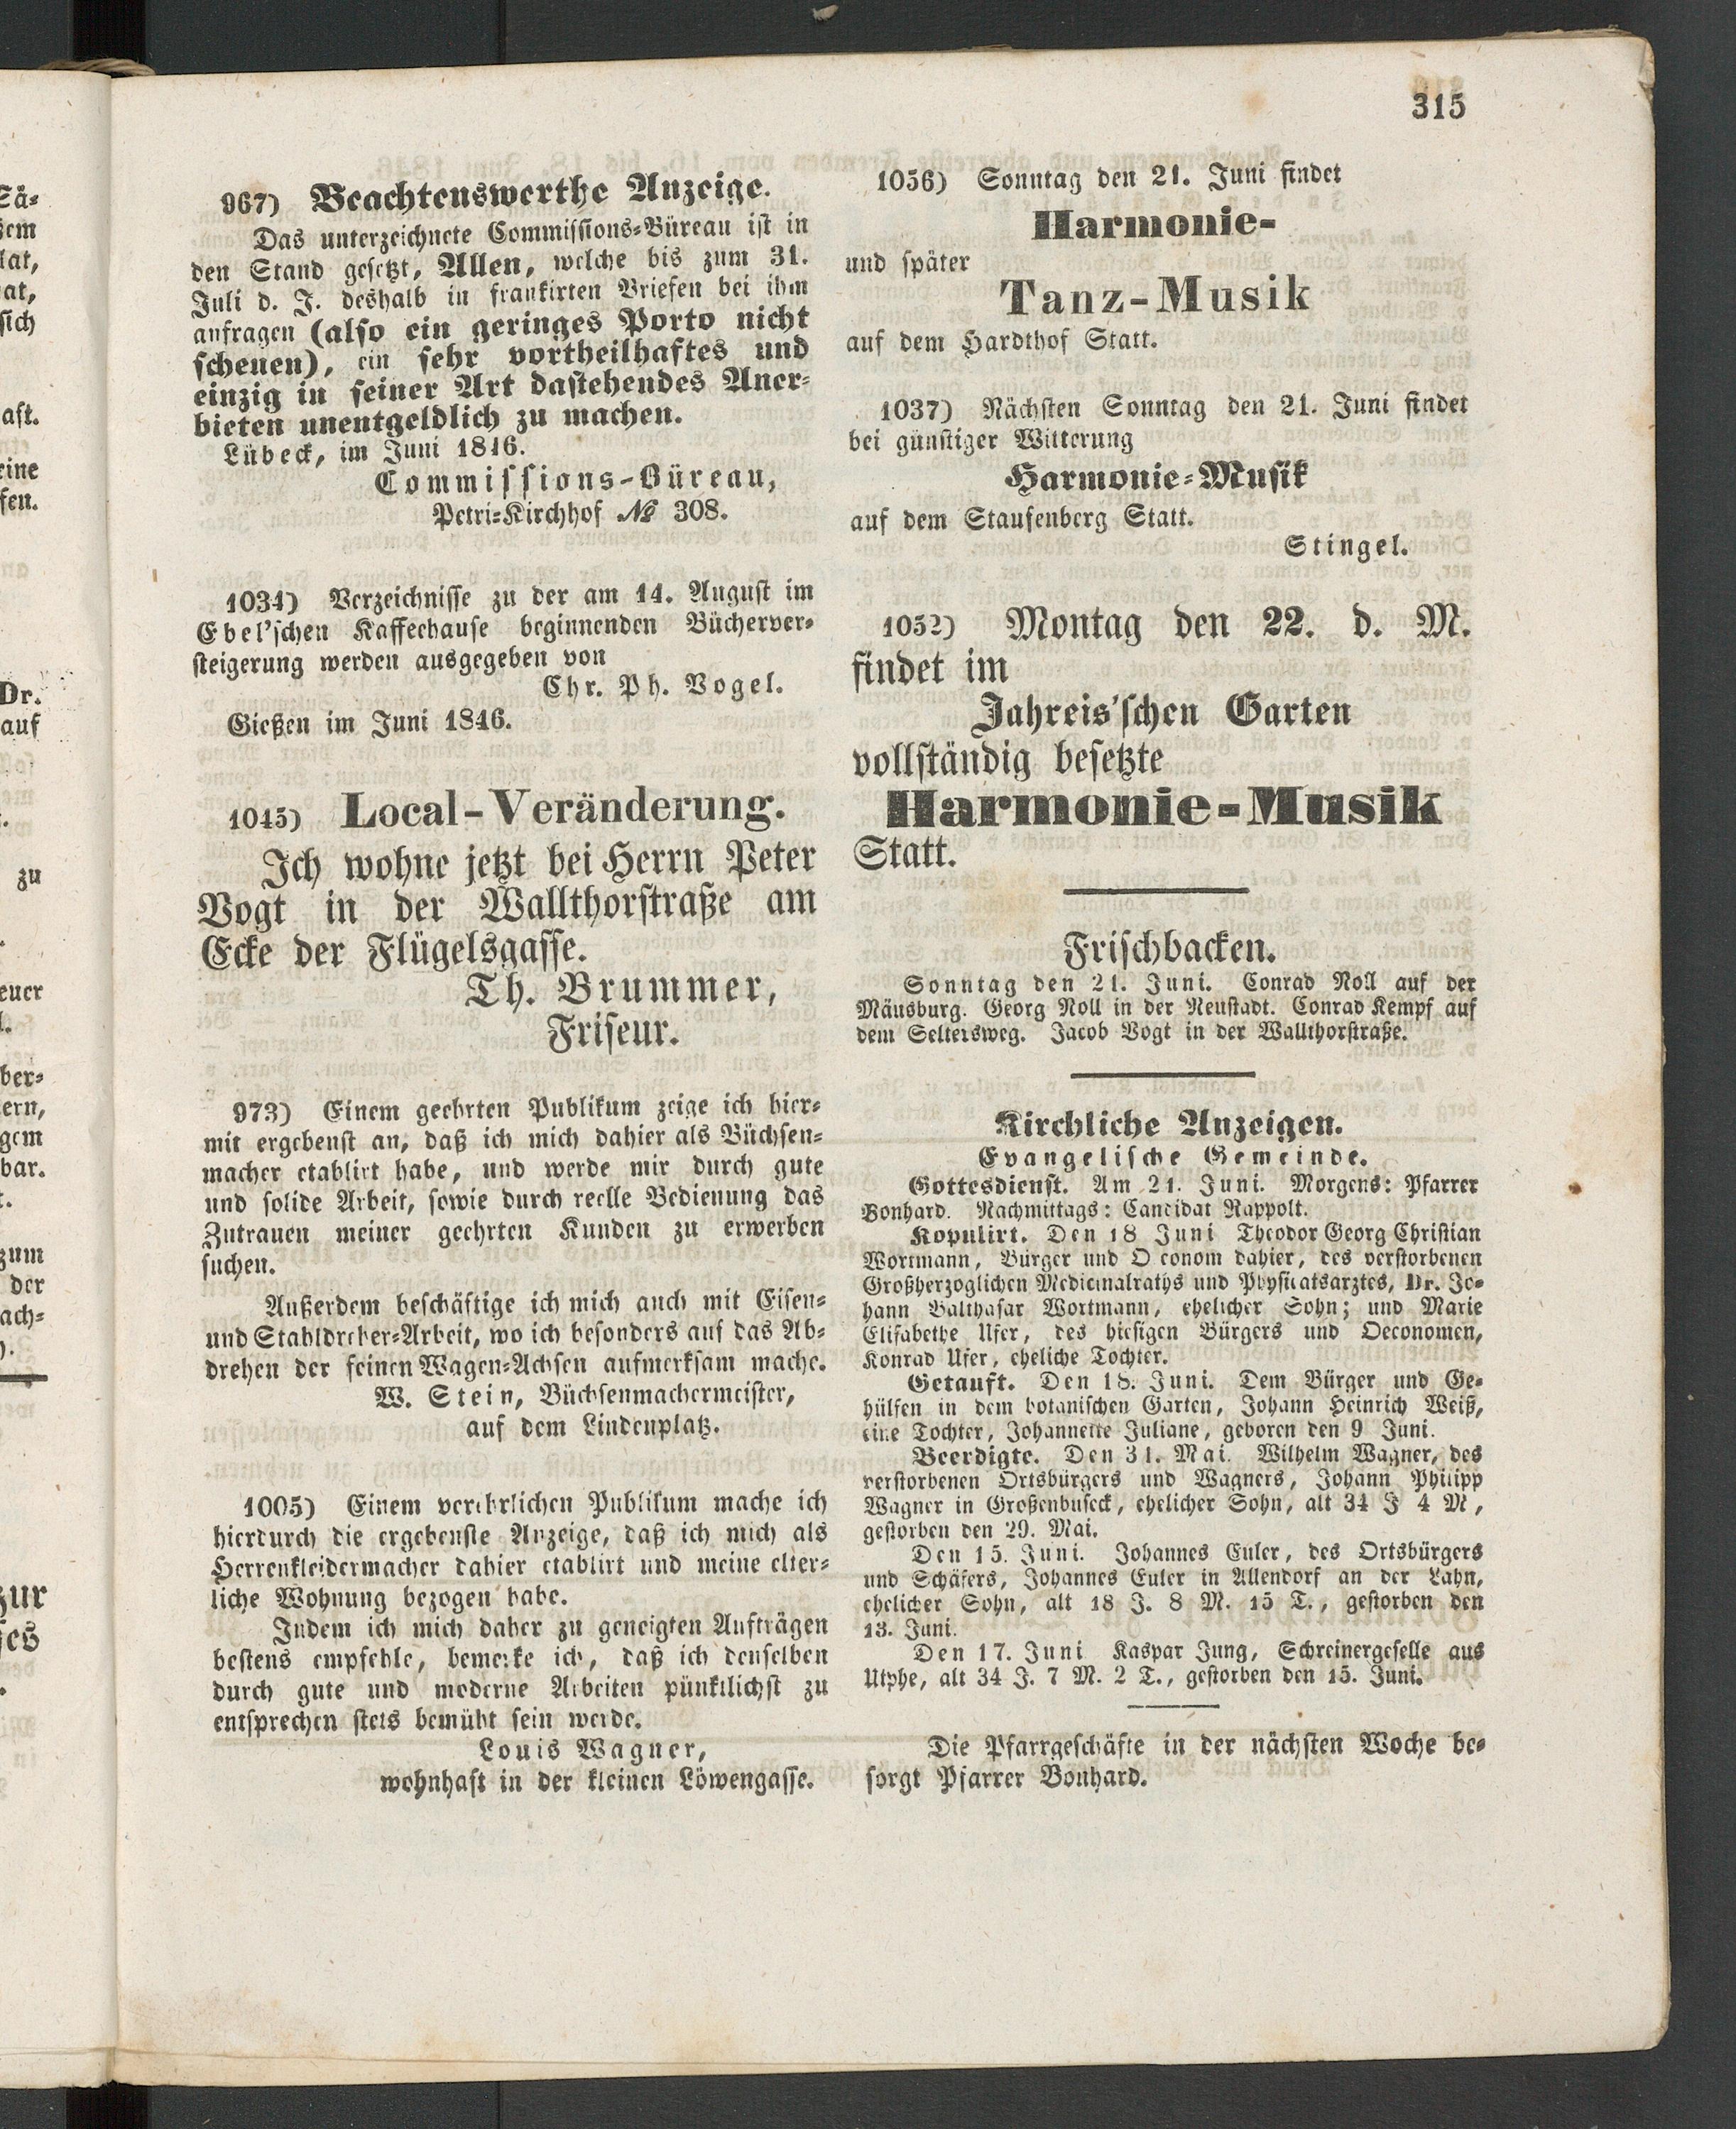 315
967) Beachtenswerthe Anzeige.
Das unterzeichnete Commissions-Büreau ist in
den Stand gesetzt, Allen, welche bis zum 31.
Juli d. J. deshalb in frankirten Briefen bei ihm
anfragen (also ein geringes Porto nicht
scheuen), ein sehr vortheilhaftes und
einzig in seiner Art dastehendes Aner-
bieten unentgeldlich zu machen.
Lübeck, im Juni 1846.
Commissions-Büreau,
Petri-Kirchhof № 308.
1034) Verzeichnisse zu der am 14. August im
Ebel'schen Kaffeehause beginnenden Bücherver-
steigerung werden ausgegeben von
Chr. Ph. Vogel.
Gießen im Juni 1846.
1045) Local-Veränderung.
Ich wohne jetzt bei Herrn Peter
Vogt in der Wallthorstraße am
Ecke der Flügelsgasse.
Th. Brummer,
Friseur.
973) Einem geehrten Publikum zeige ich hier-
mit ergebenst an, daß ich mich dahier als Büchsen-
macher etablirt habe, und werde mir durch gute
und solide Arbeit, sowie durch reelle Bedienung das
Zutrauen meiner geehrten Kunden zu erwerben
suchen.
Außerdem beschäftige ich mich auch mit Eisen-
und Stahldreher-Arbeit, wo ich besonders auf das Ab-
drehen der feinen Wagen-Achsen aufmerksam mache.
W. Stein, Büchsenmachermeister,
auf dem Lindenplatz.
1005) Einem verehrlichen Publikum mache ich
hierdurch die ergebenste Anzeige, daß ich mich als
Herrenkleidermacher dahier etablirt und meine elter-
liche Wohnung bezogen habe.
Indem ich mich daher zu geneigten Aufträgen
bestens empfehle, bemerke ich, daß ich denselben
durch gute und moderne Arbeiten pünktlichst zu
entsprechen stets bemüht sein werde.
Louis Wagner,
wohnhaft in der kleinen Löwengasse.
1056) Sonntag den 21. Juni findet
Harmonie-
und später
Tanz-Musik
auf dem Hardthof Statt.
1037) Nächsten Sonntag den 21. Juni findet
bei günstiger Witterung
Harmonie-Musik
auf dem Staufenberg Statt.
Stingel.
1052) Montag den 22. d. M.
findet im
Jahreis'schen Garten
vollständig besetzte
Harmonie-Musik
Statt.
Frischbacken.
Sonntag den 21. Juni. Conrad Noll auf der
Mäusburg. Georg Noll in der Neustadt. Conrad Kempf auf
dem Seltersweg. Jacob Vogt in der Wallthorstraße.
Kirchliche Anzeigen.
Evangelische Gemeinde.
Gottesdienst. Am 21. Juni. Morgens: Pfarrer
Bonhard. Nachmittags: Candidat Rappolt.
Kopulirt. Den 18 Juni Theodor Georg Christian
Wortmann, Bürger und Oeconom dahier, des verstorbenen
Großherzoglichen Medicinalraths und Physicatsarztes, Dr. Jo-
hann Balthasar Wortmann, ehelicher Sohn; und Marie
Elisabethe Ufer, des hiesigen Bürgers und Oeconomen,
Konrad Ufer, eheliche Tochter.
Getauft. Den 18. Juni. Dem Bürger und Ge-
hülfen in dem botanischen Garten, Johann Heinrich Weiß,
eine Tochter, Johannette Juliane, geboren den 9 Juni.
Beerdigte. Den 31. Mai. Wilhelm Wagner, des
verstorbenen Ortsbürgers und Wagners, Johann Philipp
Wagner in Großenbuseck, ehelicher Sohn, alt 34 J 4 M,
gestorben den 29. Mai.
Den 15. Juni. Johannes Euler, des Ortsbürgers
und Schäfers, Johannes Euler in Allendorf an der Lahn,
ehelicher Sohn, alt 18 J. 8 M. 15 T., gestorben den
13. Juni.
Den 17. Juni Kaspar Jung, Schreinergeselle aus
Utphe, alt 34 J. 7 M. 2 T., gestorben den 15. Juni.
Die Pfarrgeschäfte in der nächsten Woche be-
sorgt Pfarrer Bonhard.